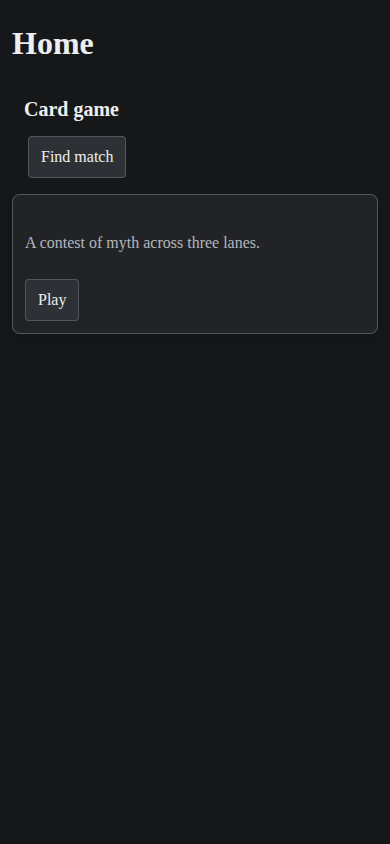 Home
Card game
Find match
A contest of myth across three lanes.
Play